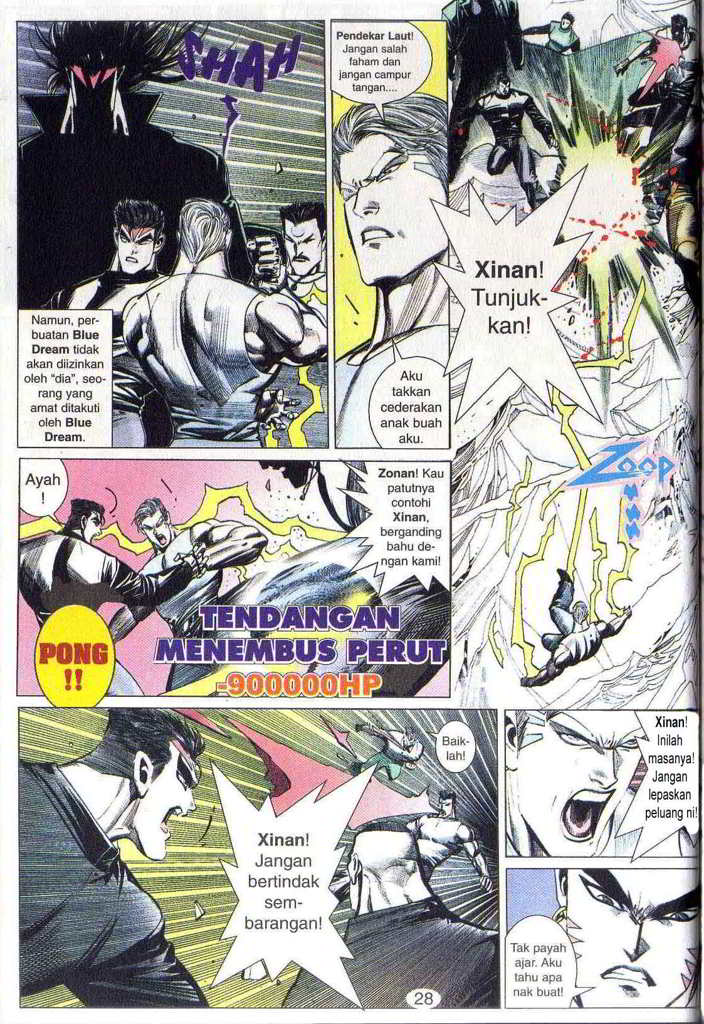 SHAH
Namun, per-
buatan Blue
Dream tidak
akan diizinkan
oleh "dia", seo-
rang yang
amat ditakuti
oleh Blue
Dream.
Pendekar Laut!
Jangan salah
faham dan
jangan campur
tangan....
Aku
takkan
cederakan
anak buah
aku.
Xinan!
Tunjuk-
kan!
ZOOP
Ayah
!
Zonan! Kau
patutnya
contohi
Xinan,
berganding
bahu de-
ngan kami!
PONG
!!
TENDANGAN
MENEMBUS PERUT
-900000HP
Xinan!
Jangan
bertindak
sem-
barangan!
Baik-
lah!
Xinan!
Inilah
masanya!
Jangan
lepaskan
peluang ni!
Tak payah
ajar. Aku
tahu apa
nak buat!
28